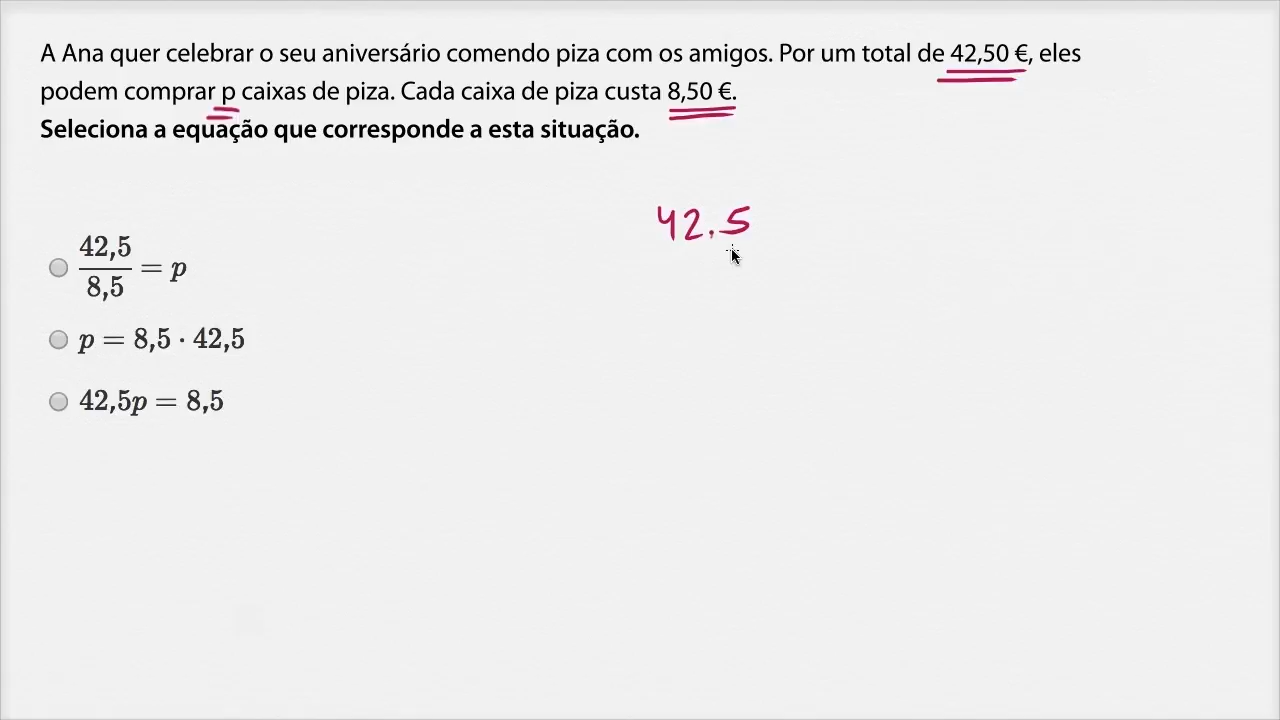 A Ana quer celebrar o seu aniversário comendo piza com os amigos. Por um total de 42,50 €, eles
podem comprar p caixas de piza. Cada caixa de piza custa 8,50 €.
Seleciona a equação que corresponde a esta situação.
42.5
42,5
8,5
= p
p = 8,5 · 42,5
42,5p = 8,5